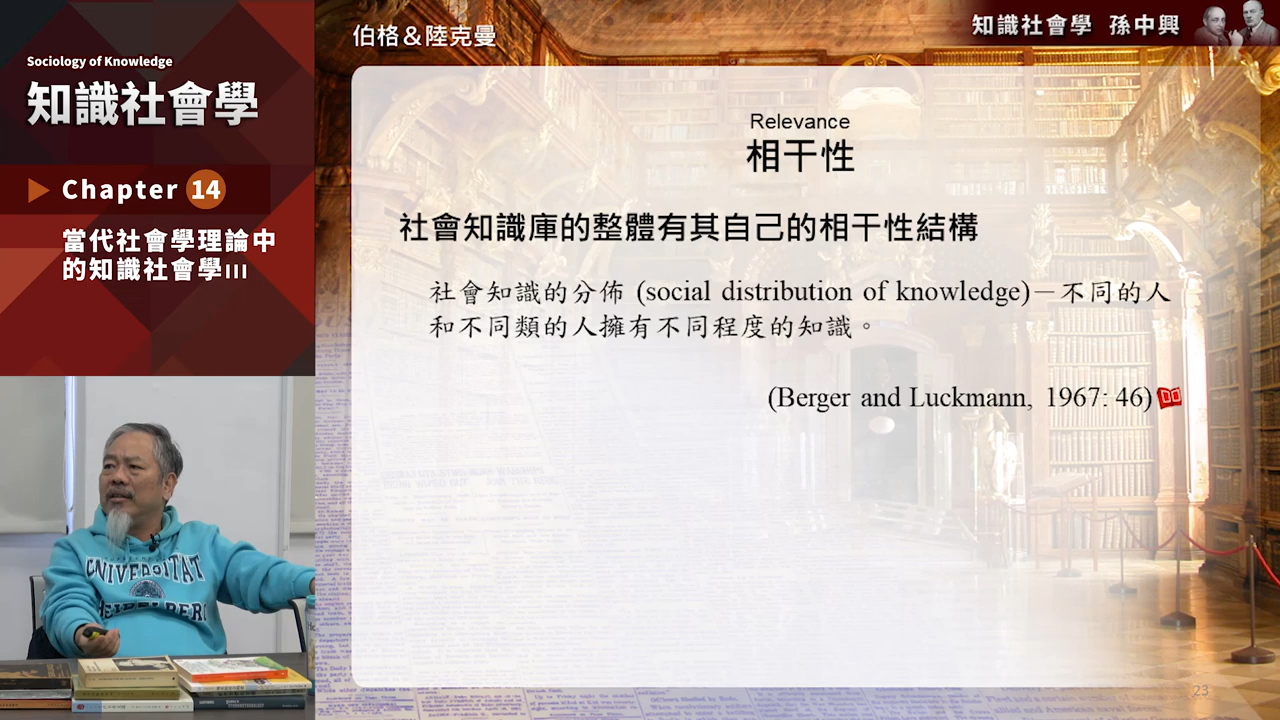 Sociology of Knowledge
知識社會學
Chapter 14
當代社會學理論中
的知識社會學III
伯格＆陸克曼
知識社會學 孫中興
Relevance
相干性
社會知識庫的整體有其自己的相干性結構
社會知識的分佈 (social distribution of knowledge)－不同的人
和不同類的人擁有不同程度的知識。
(Berger and Luckmann, 1967: 46)
UNIVERSITAT
HEIDELBERG
23